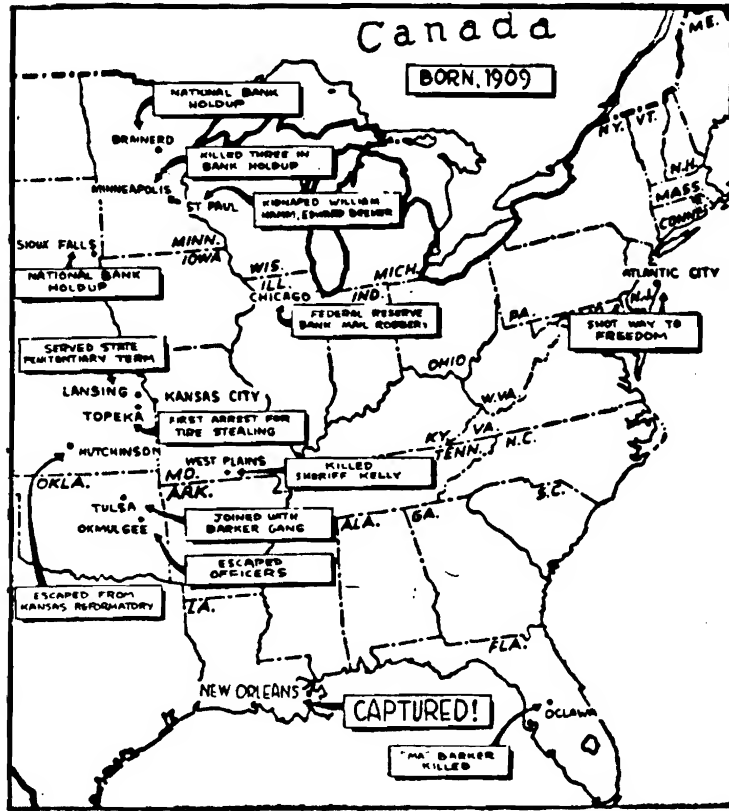 Canada
ME.
BORN, 1909
NATIONAL BANK
HOLDUP
BRAINERD
N.Y. VT.
KILLED THREE IN
BANK HOLDUP
N.H.
MINNEAPOLIS
ST PAUL
KIDNAPED WILLIAM
HAMM, EDWARD BREMER
MASS.
CONN.
SIOUX FALLS
MINN.
IOWA
NATIONAL BANK
HOLDUP
WIS.
ILL.
MICH.
CHICAGO
IND.
ATLANTIC CITY
N.J.
PA.
FEDERAL RESERVE
BANK MAIL ROBBERY
SHOT WAY TO
FREEDOM
OHIO
SERVED STATE
PENITONTIARY TERM
W.VA.
LANSING
KANSAS CITY
TOPEKA
FIRST ARREST FOR
TIRE STEALING
KY.
VA.
TENN.
N.C.
HUTCHINSON
WEST PLAINS
KILLED
SHERIFF KELLY
OKLA.
MO.
ARK.
S.C.
TULSA
JOINED WITH
BARKER GANG
ALA.
GA.
OKMULGEE
ESCAPED
OFFICERS
ESCAPED FROM
KANSAS REFORMATORY
LA.
FLA.
NEW ORLEANS
CAPTURED!
OCLAWA
"MA" BARKER
KILLED